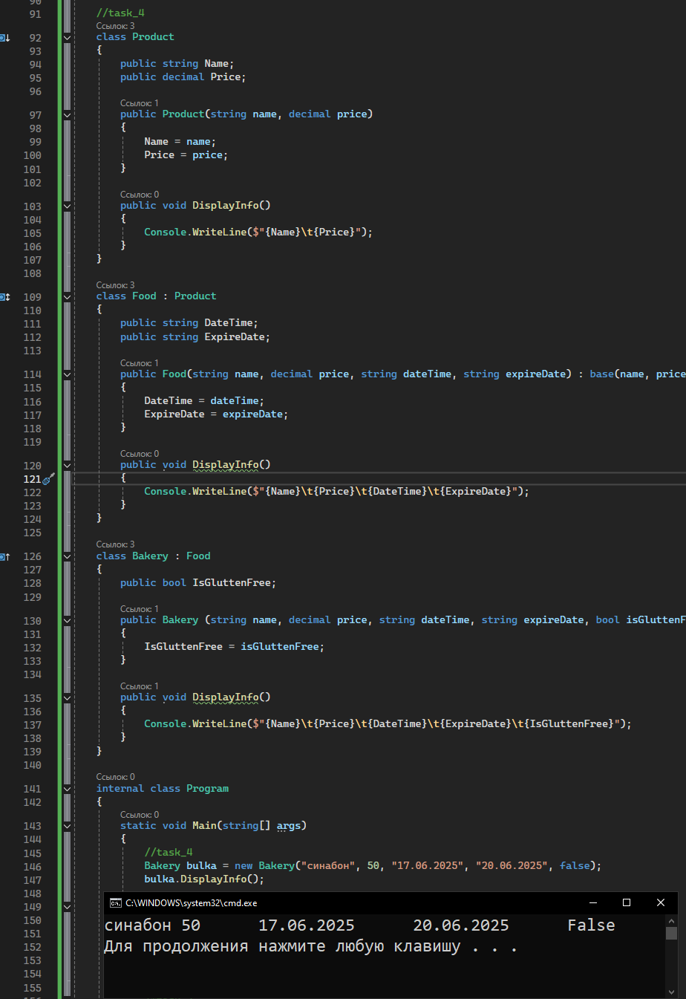 90
91 //task_4
Ссылок: 3
92 class Product
93 {
94 public string Name;
95 public decimal Price;
96
Ссылок: 1
97 public Product(string name, decimal price)
98 {
99 Name = name;
100 Price = price;
101 }
102
Ссылок: 0
103 public void DisplayInfo()
104 {
105 Console.WriteLine($"{Name}\t{Price}");
106 }
107 }
108
Ссылок: 3
109 class Food : Product
110 {
111 public string DateTime;
112 public string ExpireDate;
113
Ссылок: 1
114 public Food(string name, decimal price, string dateTime, string expireDate) : base(name, price
115 {
116 DateTime = dateTime;
117 ExpireDate = expireDate;
118 }
119
Ссылок: 0
120 public void DisplayInfo()
121 {
122 Console.WriteLine($"{Name}\t{Price}\t{DateTime}\t{ExpireDate}");
123 }
124 }
125
Ссылок: 3
126 class Bakery : Food
127 {
128 public bool IsGluttenFree;
129
Ссылок: 1
130 public Bakery (string name, decimal price, string dateTime, string expireDate, bool isGluttenF
131 {
132 IsGluttenFree = isGluttenFree;
133 }
134
Ссылок: 1
135 public void DisplayInfo()
136 {
137 Console.WriteLine($"{Name}\t{Price}\t{DateTime}\t{ExpireDate}\t{IsGluttenFree}");
138 }
139 }
140
Ссылок: 0
141 internal class Program
142 {
Ссылок: 0
143 static void Main(string[] args)
144 {
145 //task_4
146 Bakery bulka = new Bakery("синабон", 50, "17.06.2025", "20.06.2025", false);
147 bulka.DisplayInfo();
148
149
150
151
152
153
154
155
C:\WINDOWS\system32\cmd.exe
синабон 50 17.06.2025 20.06.2025 False
Для продолжения нажмите любую клавишу . . .